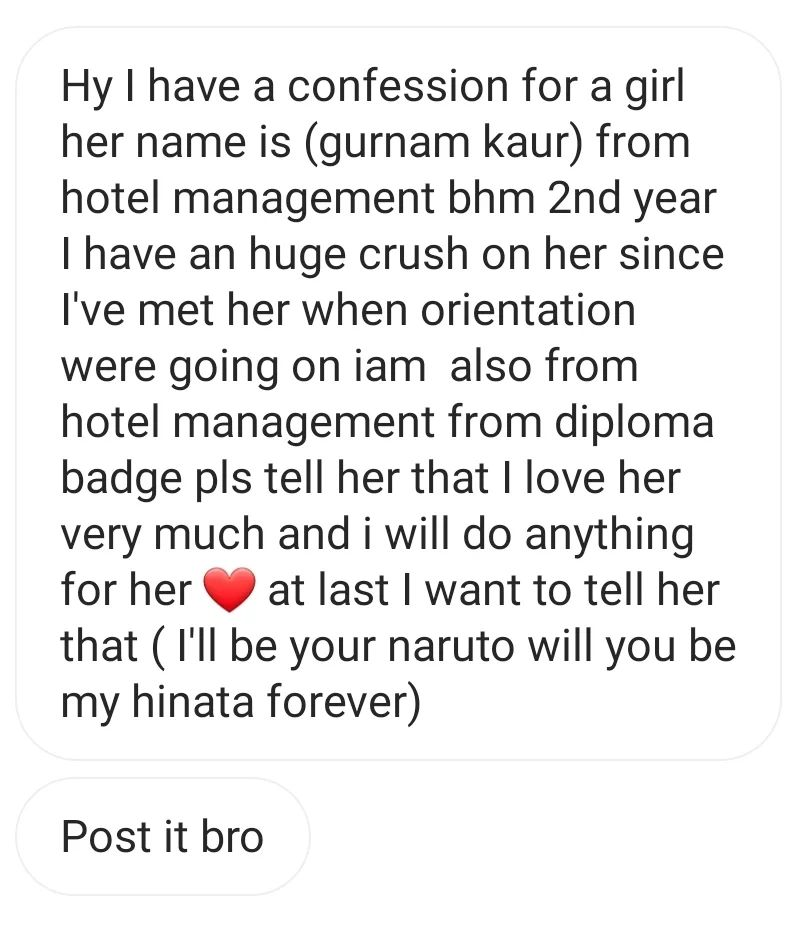 Hy I have a confession for a girl
her name is (gurnam kaur) from
hotel management bhm 2nd year
I have an huge crush on her since
I've met her when orientation
were going on iam  also from
hotel management from diploma
badge pls tell her that I love her
very much and i will do anything
for her ❤️ at last I want to tell her
that ( I'll be your naruto will you be
my hinata forever)
Post it bro